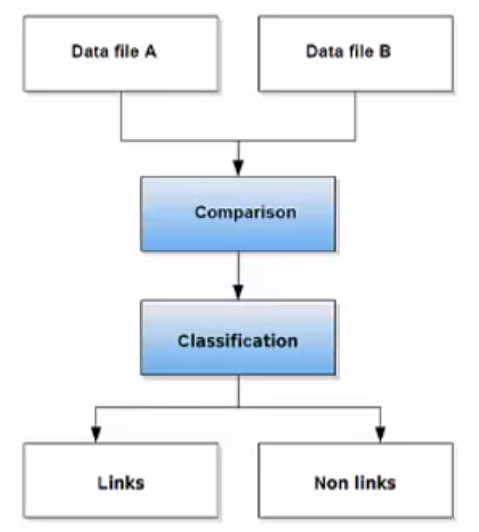 Data file A
Data file B
Comparison
Classification
Links
Non links